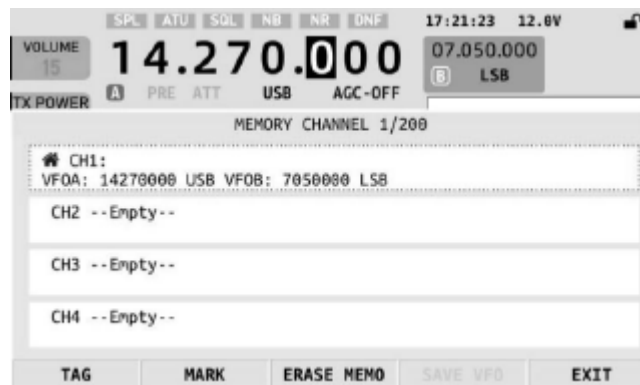 SPL ATU SQL NB NR DNF 17:21:23 12.0V
VOLUME
15
14.270.000
07.050.000
B LSB
TX POWER
A PRE ATT USB AGC-OFF
MEMORY CHANNEL 1/200
CH1:
VFOA: 14270000 USB VFOB: 7050000 LSB
CH2 --Empty--
CH3 --Empty--
CH4 --Empty--
TAG MARK ERASE MEMO SAVE VFO EXIT